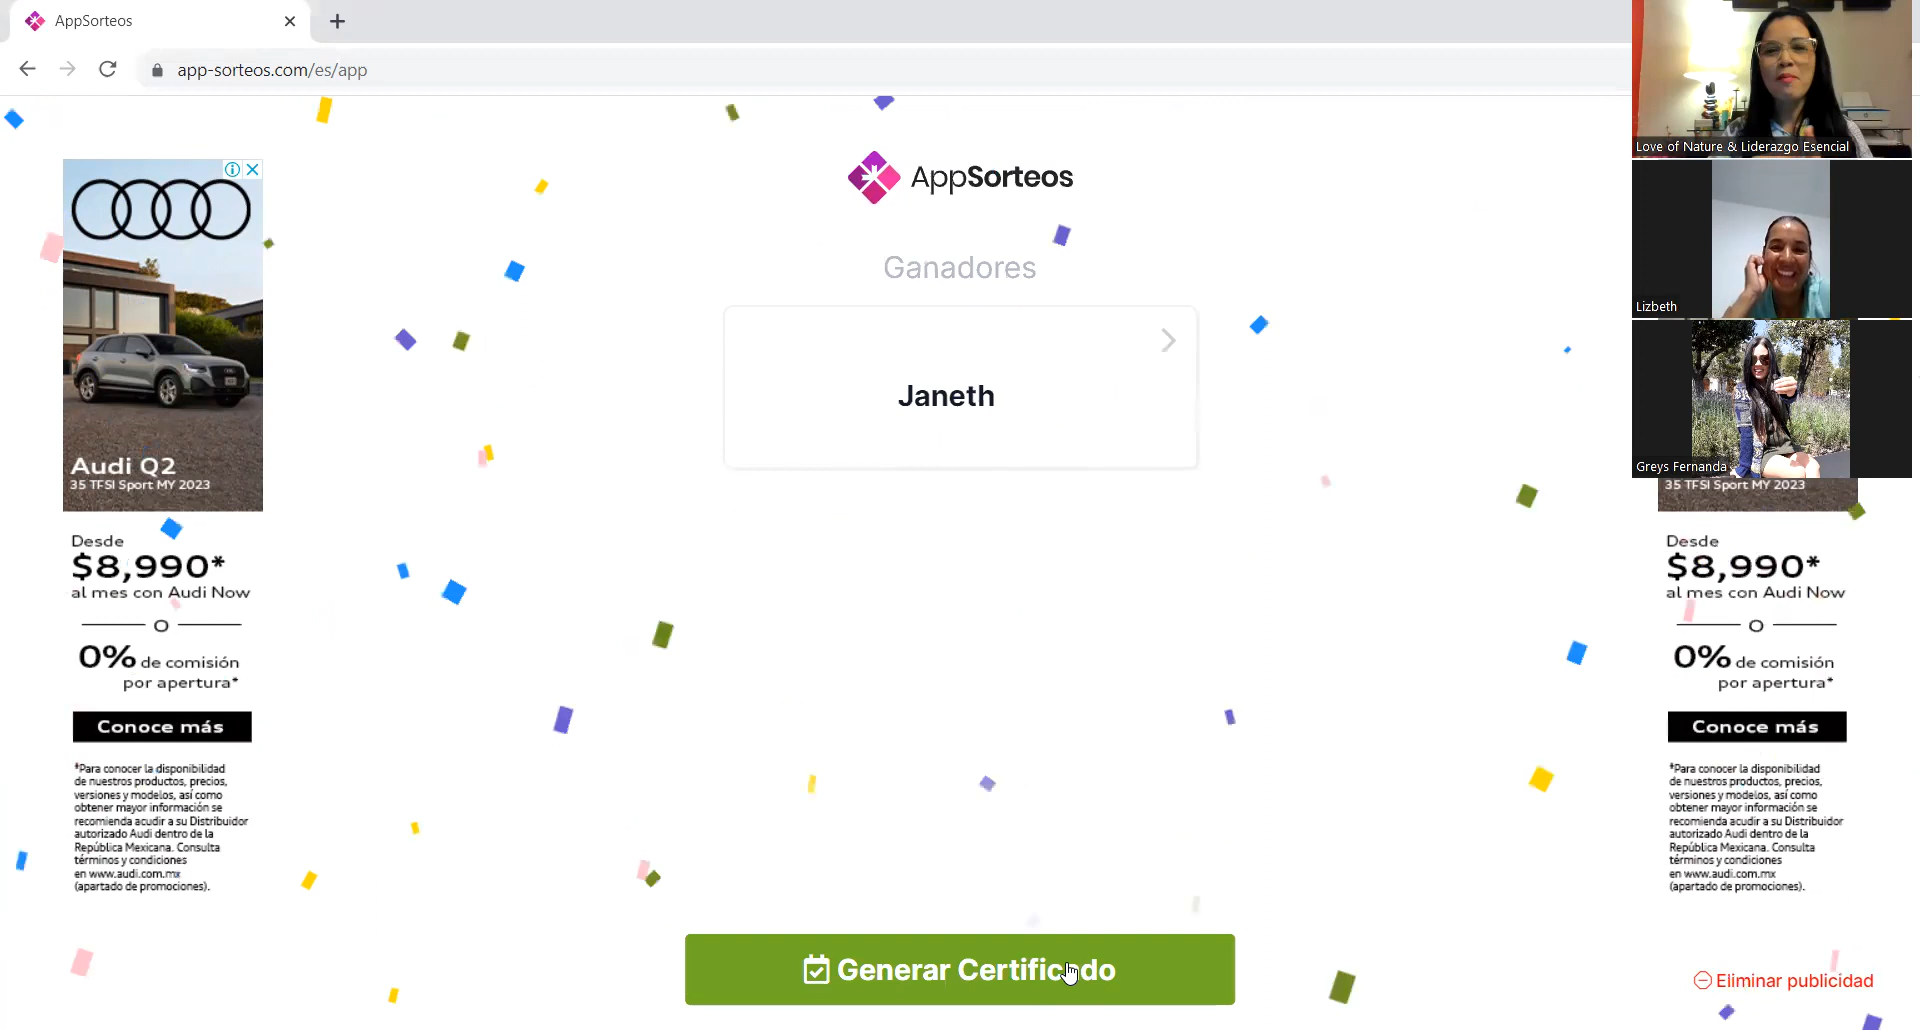 AppSorteos
app-sorteos.com/es/app
AppSorteos
Ganadores
Janeth
Generar Certificado
Eliminar publicidad
Audi Q2
35 TFSI Sport MY 2023
Desde
$8,990*
al mes con Audi Now
O
0% de comisión
por apertura*
Conoce más
*Para conocer la disponibilidad
de nuestros productos, precios,
versiones y modelos, así como
obtener mayor información se
recomienda acudir a su Distribuidor
autorizado Audi dentro de la
República Mexicana. Consulta
términos y condiciones
en www.audi.com.mx
(apartado de promociones).
Love of Nature & Liderazgo Esencial
Lizbeth
Greys Fernanda
35 TFSI Sport MY 2023
Desde
$8,990*
al mes con Audi Now
O
0% de comisión
por apertura*
Conoce más
*Para conocer la disponibilidad
de nuestros productos, precios,
versiones y modelos, así como
obtener mayor información se
recomienda acudir a su Distribuidor
autorizado Audi dentro de la
República Mexicana. Consulta
términos y condiciones
en www.audi.com.mx
(apartado de promociones).